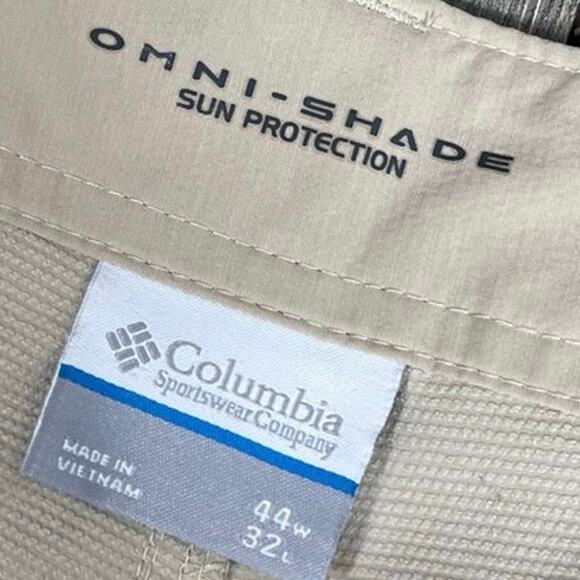 OMNI-SHADE
SUN PROTECTION
Columbia
Sportswear Company
MADE IN
VIETNAM
44W
32L